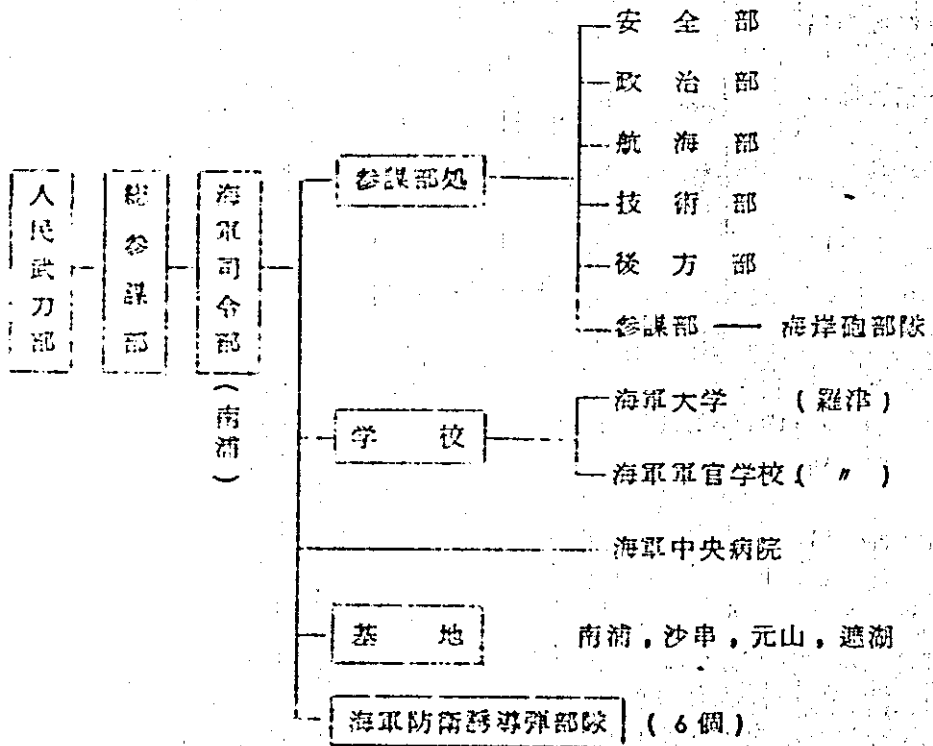 人民武力部
総参謀部
海軍司令部
(南浦)
参謀部処
安全部
政治部
航海部
技術部
後方部
参謀部 ― 海岸砲部隊
学校
海軍大学 (羅津)
海軍軍官学校 ( 〃 )
海軍中央病院
基地 南浦,沙串,元山,遮湖
海軍防衛誘導弾部隊 (6個)